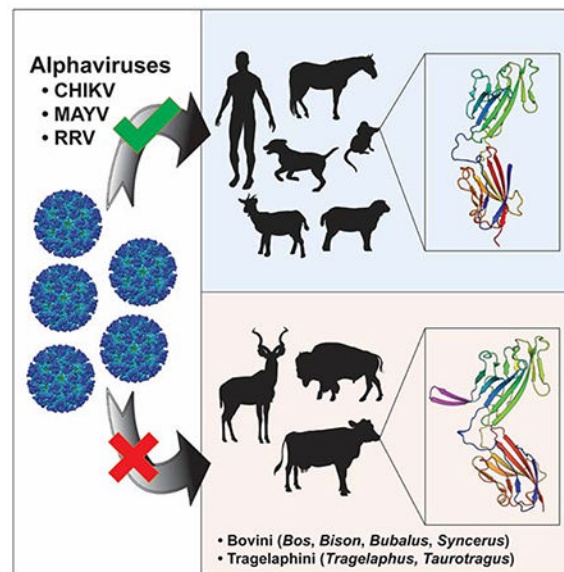 Alphaviruses
• CHIKV
• MAYV
• RRV
• Bovini (Bos, Bison, Bubalus, Syncerus)
• Tragelaphini (Tragelaphus, Taurotragus)